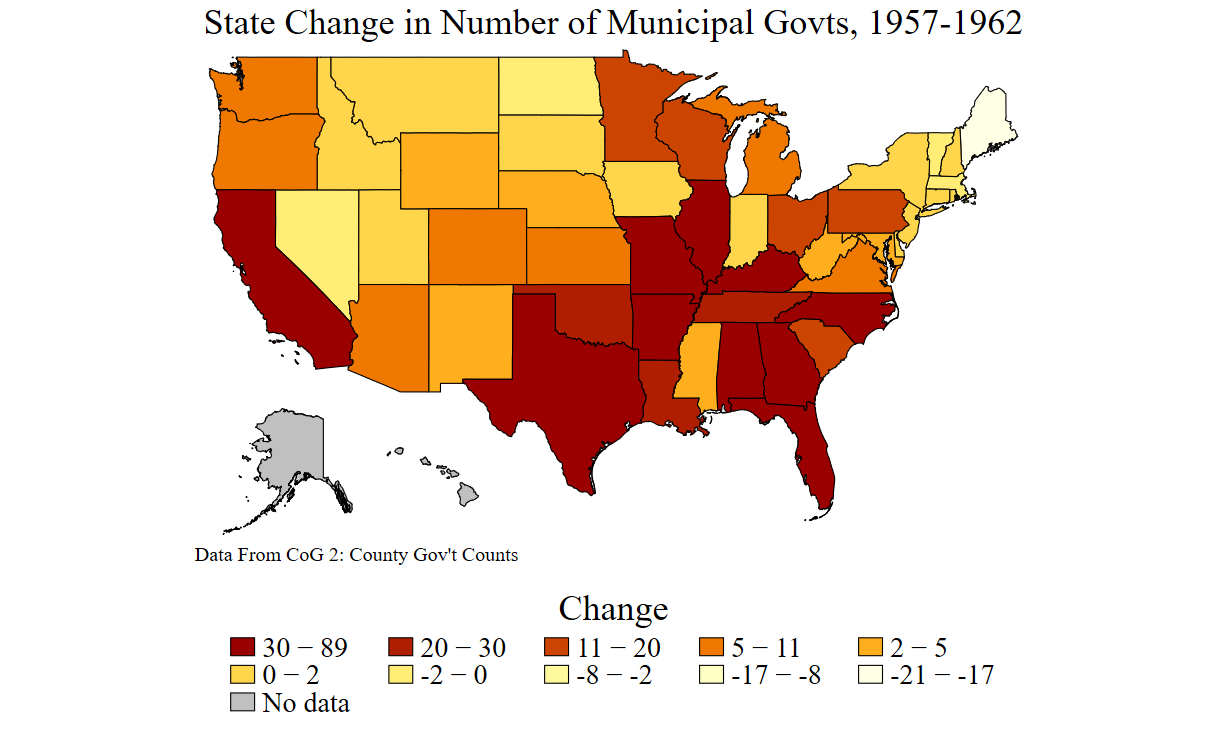 State Change in Number of Municipal Govts, 1957-1962
Data From CoG 2: County Gov't Counts
Change
30 − 89 20 − 30 11 − 20 5 − 11 2 − 5
0 − 2 -2 − 0 -8 − -2 -17 − -8 -21 − -17
No data